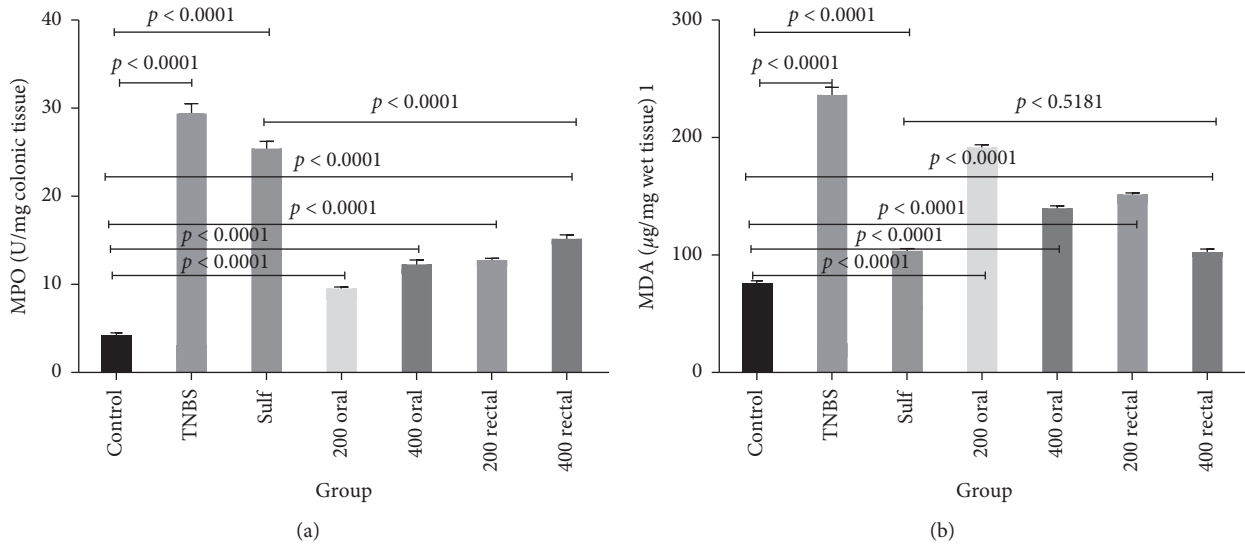 40
30
20
10
0
MPO (U/mg colonic tissue)
p < 0.0001
p < 0.0001
p < 0.0001
p < 0.0001
p < 0.0001
p < 0.0001
p < 0.0001
Control
TNBS
Sulf
200 oral
400 oral
200 rectal
400 rectal
Group
(a)
300
200
100
0
MDA (μg/mg wet tissue) 1
p < 0.0001
p < 0.0001
p < 0.5181
p < 0.0001
p < 0.0001
p < 0.0001
p < 0.0001
Control
TNBS
Sulf
200 oral
400 oral
200 rectal
400 rectal
Group
(b)